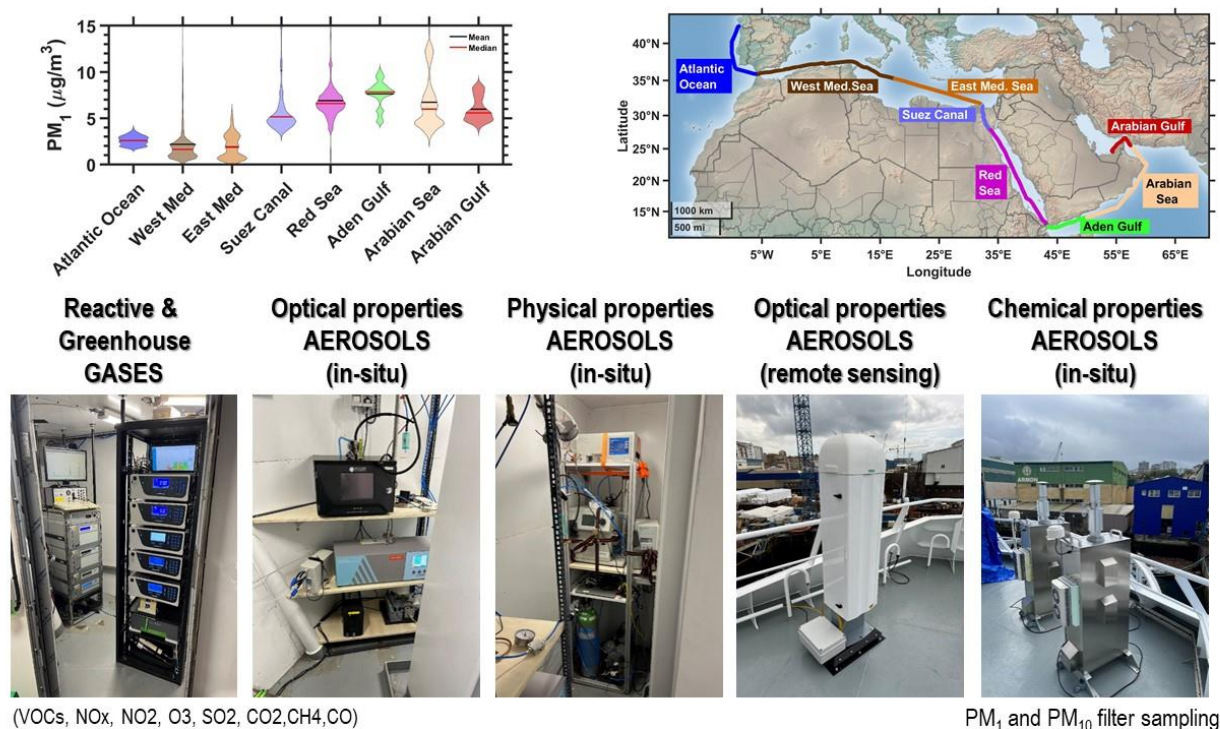 15
10
5
0
PM1 (μg/m3)
Mean
Median
Atlantic Ocean
West Med
East Med
Suez Canal
Red Sea
Aden Gulf
Arabian Sea
Arabian Gulf
40°N
35°N
30°N
25°N
20°N
15°N
Latitude
Atlantic
Ocean
West Med.Sea
East Med. Sea
Suez Canal
Arabian Gulf
Red
Sea
Arabian
Sea
Aden Gulf
1000 km
500 mi
5°W
5°E
15°E
25°E
35°E
45°E
55°E
65°E
Longitude
Reactive &
Greenhouse
GASES
Optical properties
AEROSOLS
(in-situ)
Physical properties
AEROSOLS
(in-situ)
Optical properties
AEROSOLS
(remote sensing)
Chemical properties
AEROSOLS
(in-situ)
ARMON
(VOCs, NOx, NO2, O3, SO2, CO2,CH4,CO)
PM1 and PM10 filter sampling